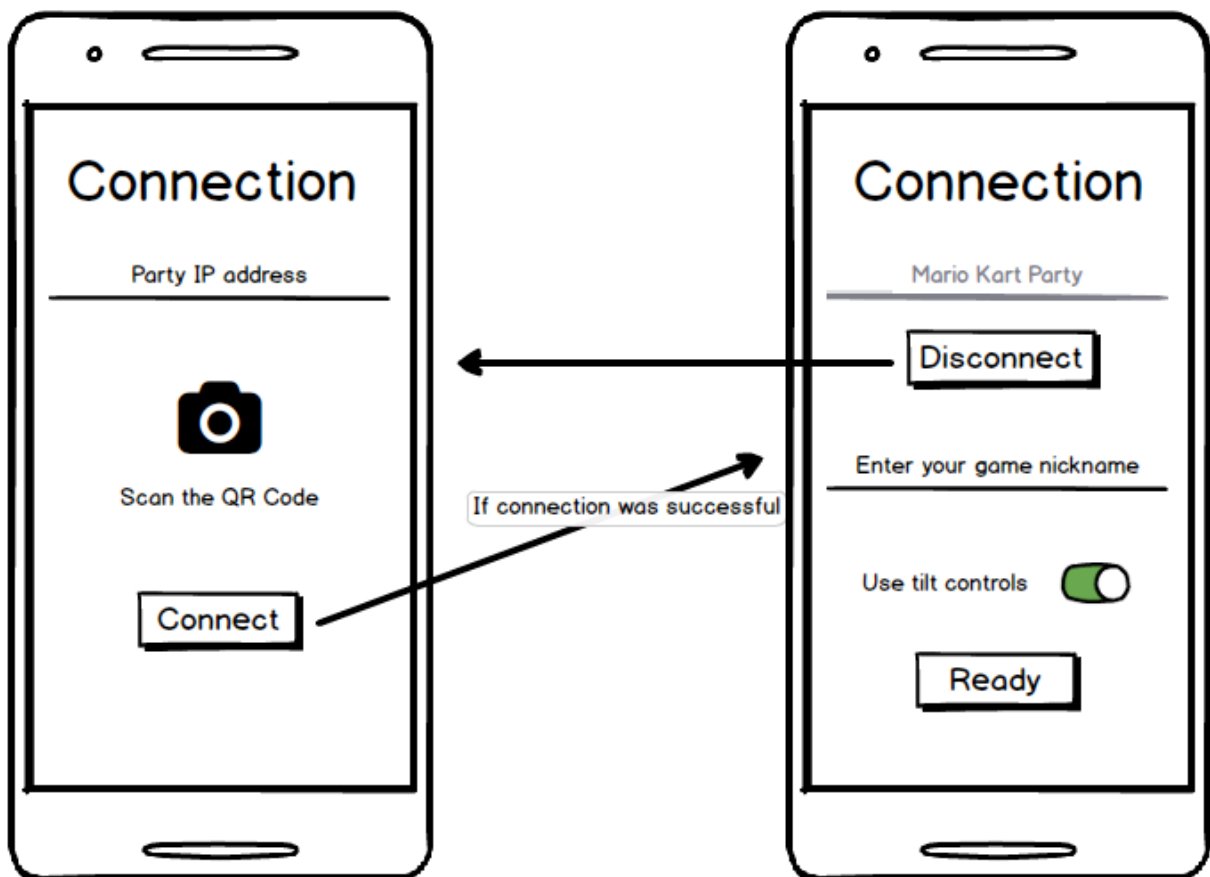 Connection
Party IP address
Scan the QR Code
Connect
If connection was successful
Connection
Mario Kart Party
Disconnect
Enter your game nickname
Use tilt controls
Ready